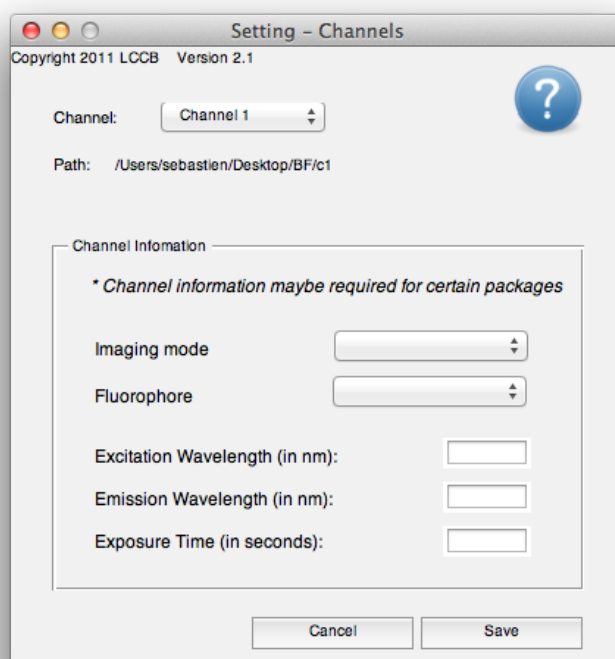 Setting – Channels
Copyright 2011 LCCB Version 2.1
?
Channel: Channel 1
Path: /Users/sebastien/Desktop/BF/c1
Channel Infomation
* Channel information maybe required for certain packages
Imaging mode
Fluorophore
Excitation Wavelength (in nm):
Emission Wavelength (in nm):
Exposure Time (in seconds):
Cancel Save